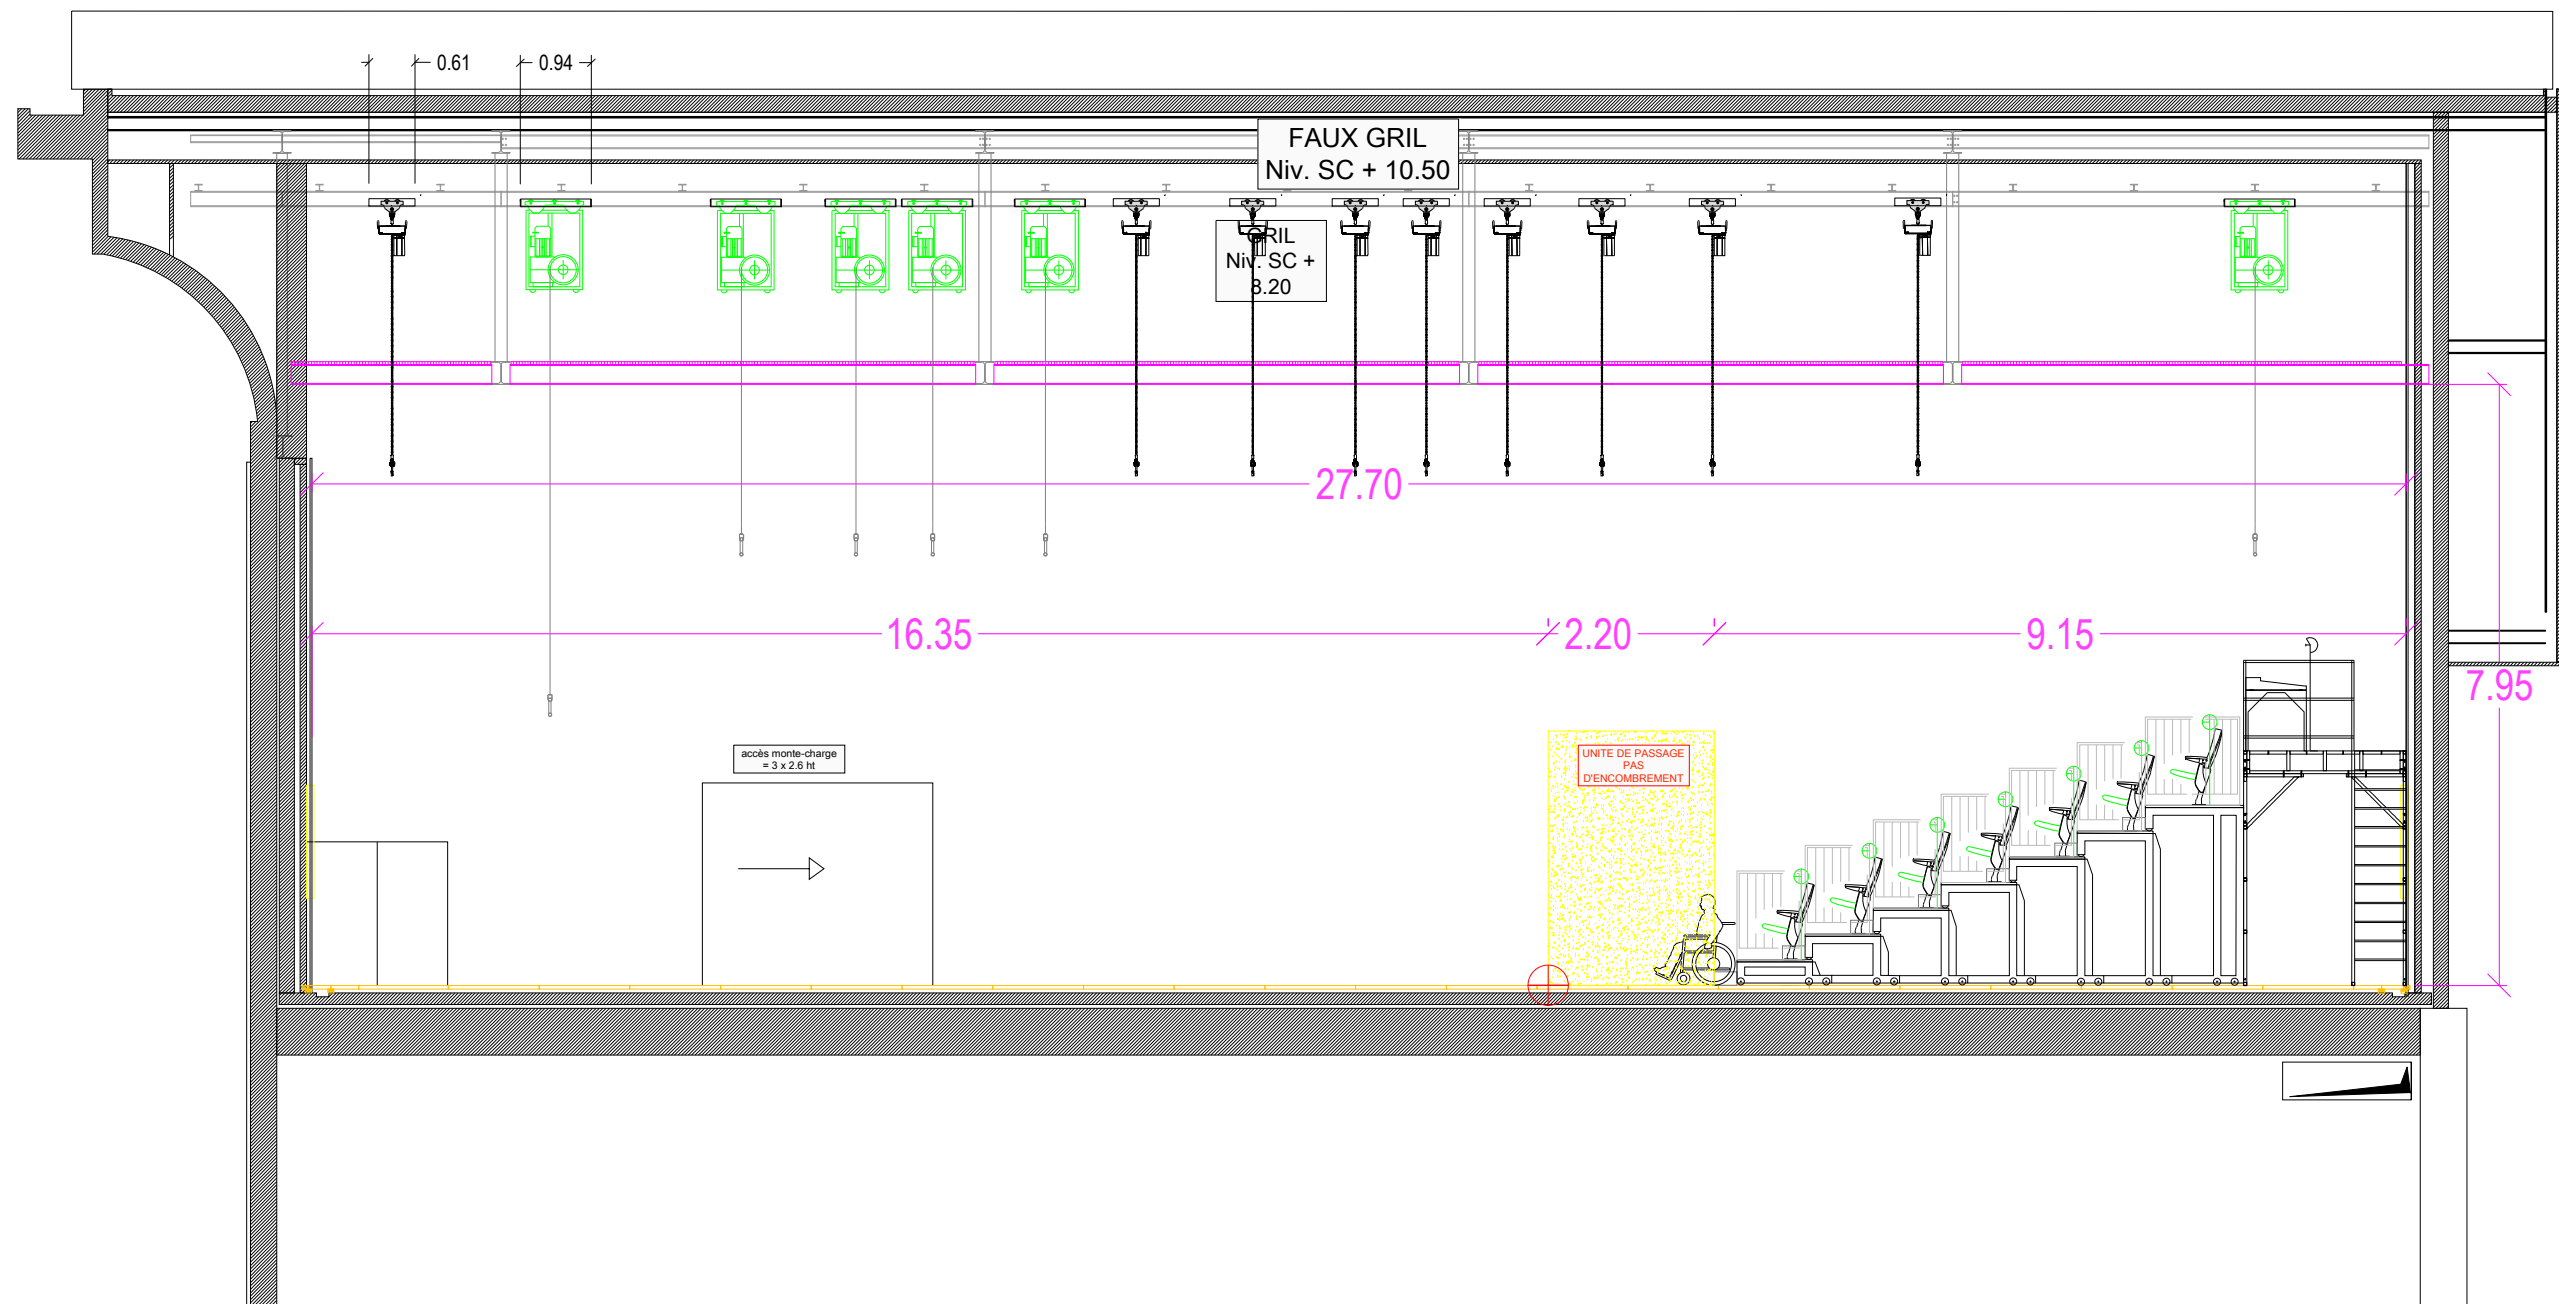 0.61
0.94
FAUX GRIL
Niv. SC + 10.50
GRIL
Niv. SC +
8.20
27.70
16.35
2.20
9.15
7.95
accès monte-charge
= 3 x 2.6 ht
UNITE DE PASSAGE
PAS
D'ENCOMBREMENT